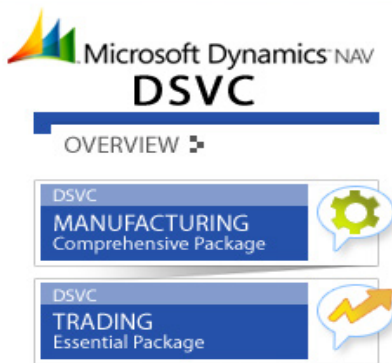 Microsoft Dynamics NAV
DSVC
OVERVIEW
DSVC
MANUFACTURING
Comprehensive Package
DSVC
TRADING
Essential Package